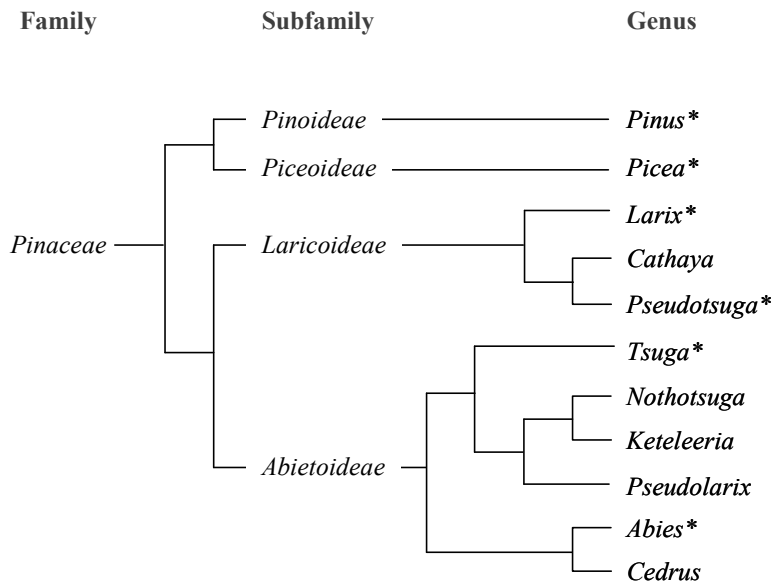 Family Subfamily Genus
Pinoideae Pinus*
Piceoideae Picea*
Larix*
Pinaceae Laricoideae Cathaya
Pseudotsuga*
Tsuga*
Nothotsuga
Keteleeria
Abietoideae Pseudolarix
Abies*
Cedrus